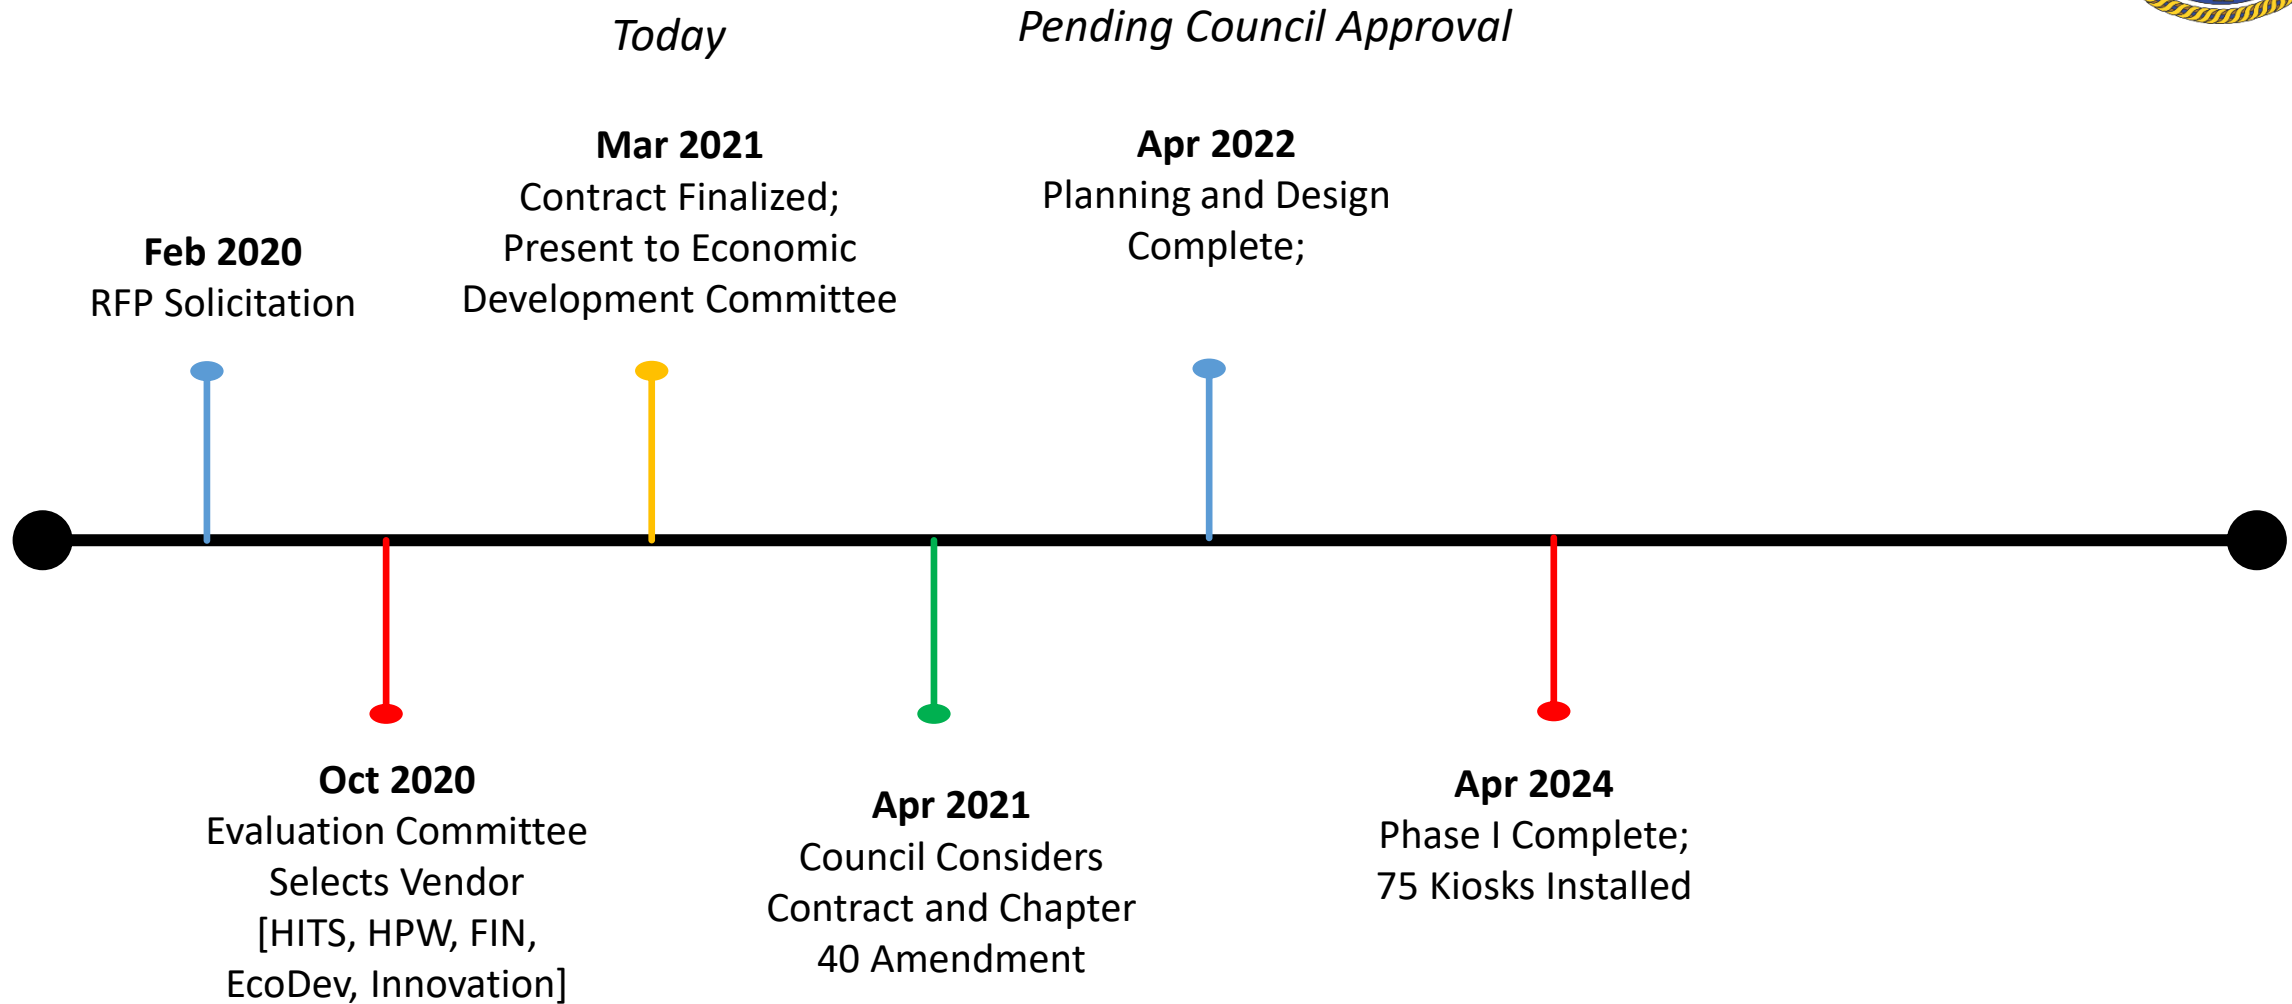 Today
Pending Council Approval
Feb 2020
RFP Solicitation
Mar 2021
Contract Finalized;
Present to Economic
Development Committee
Apr 2022
Planning and Design
Complete;
Oct 2020
Evaluation Committee
Selects Vendor
[HITS, HPW, FIN,
EcoDev, Innovation]
Apr 2021
Council Considers
Contract and Chapter
40 Amendment
Apr 2024
Phase I Complete;
75 Kiosks Installed